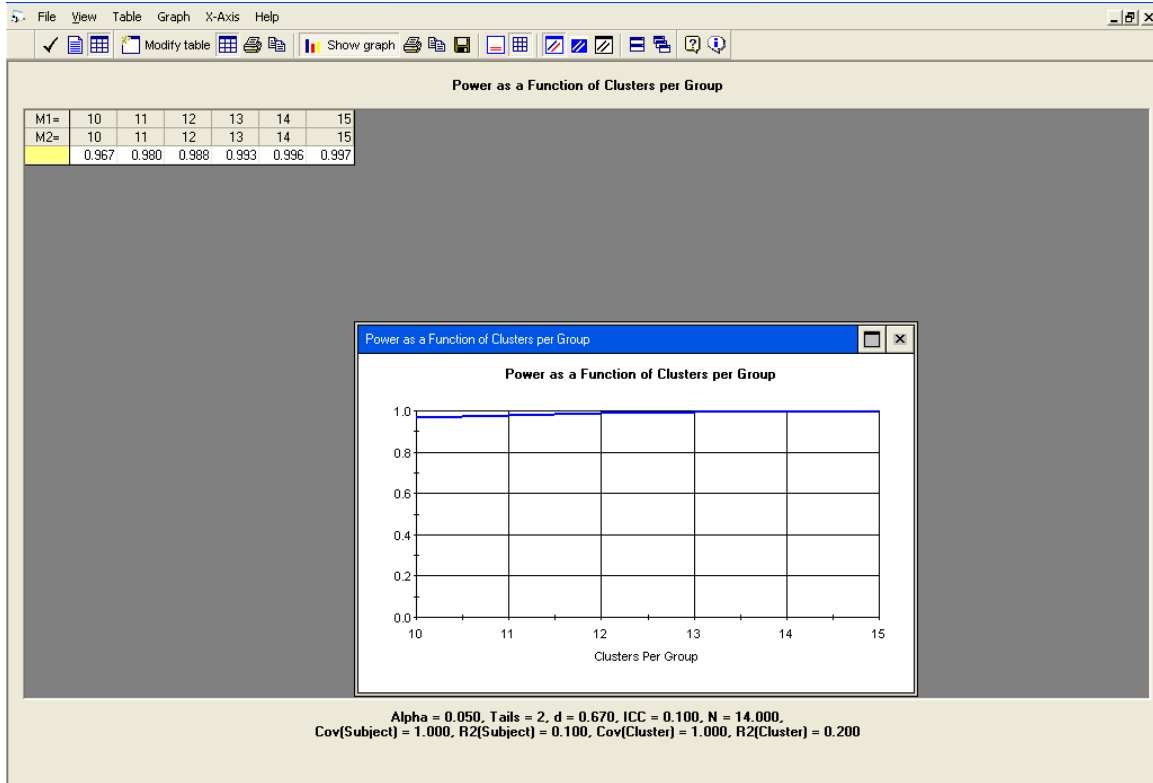 File View Table Graph X-Axis Help
Modify table Show graph
Power as a Function of Clusters per Group
M1= 10 11 12 13 14 15
M2= 10 11 12 13 14 15
0.967 0.980 0.988 0.993 0.996 0.997
Power as a Function of Clusters per Group
Power as a Function of Clusters per Group
1.0
0.8
0.6
0.4
0.2
0.0
10 11 12 13 14 15
Clusters Per Group
Alpha = 0.050, Tails = 2, d = 0.670, ICC = 0.100, N = 14.000,
Cov(Subject) = 1.000, R2(Subject) = 0.100, Cov(Cluster) = 1.000, R2(Cluster) = 0.200